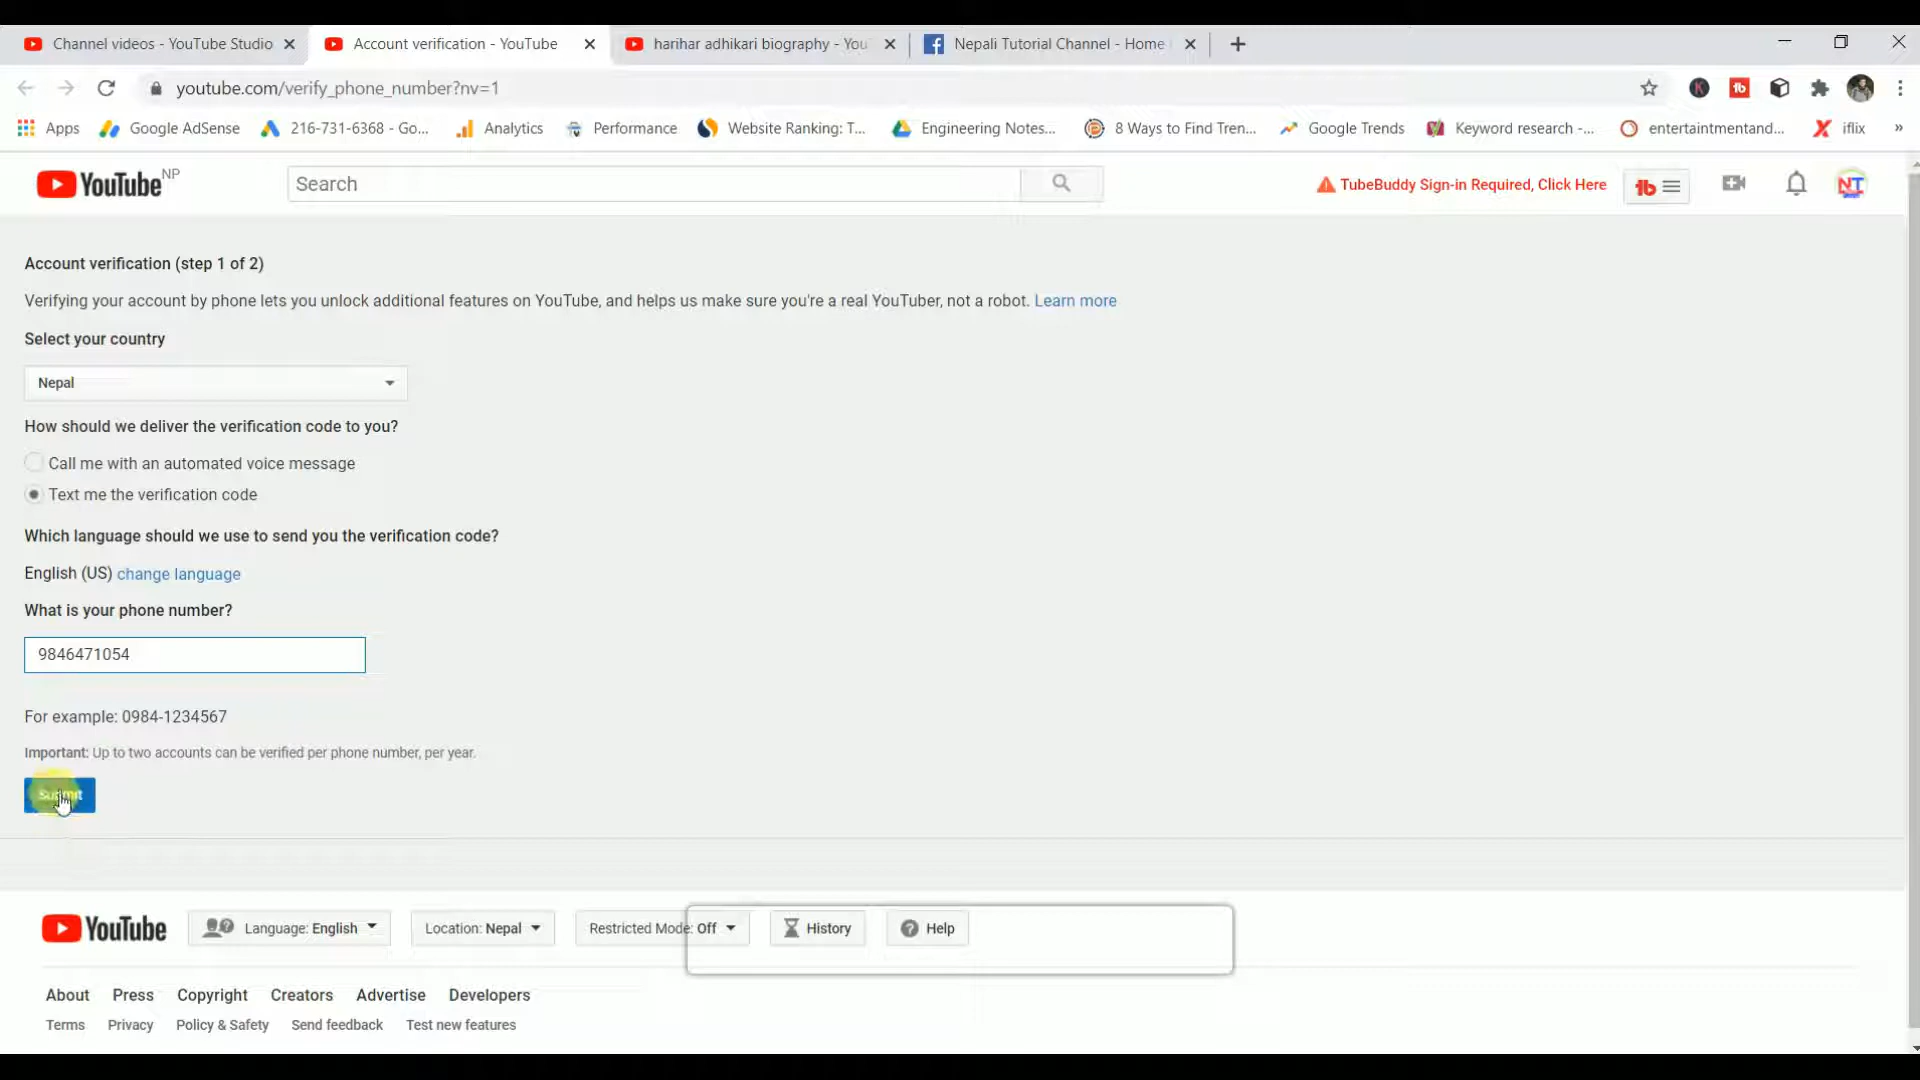 Channel videos - YouTube Studio
Account verification - YouTube
harihar adhikari biography - You
Nepali Tutorial Channel - Home
youtube.com/verify_phone_number?nv=1
Apps
Google AdSense
216-731-6368 - Go...
Analytics
Performance
Website Ranking: T...
Engineering Notes...
8 Ways to Find Tren...
Google Trends
Keyword research -...
entertaintmentand...
iflix
»
YouTube NP
Search
TubeBuddy Sign-in Required, Click Here
NT
Account verification (step 1 of 2)
Verifying your account by phone lets you unlock additional features on YouTube, and helps us make sure you're a real YouTuber, not a robot. Learn more
Select your country
Nepal
How should we deliver the verification code to you?
Call me with an automated voice message
Text me the verification code
Which language should we use to send you the verification code?
English (US) change language
What is your phone number?
9846471054
For example: 0984-1234567
Important: Up to two accounts can be verified per phone number, per year.
Submit
YouTube
Language: English
Location: Nepal
Restricted Mode: Off
History
Help
About Press Copyright Creators Advertise Developers
Terms Privacy Policy & Safety Send feedback Test new features